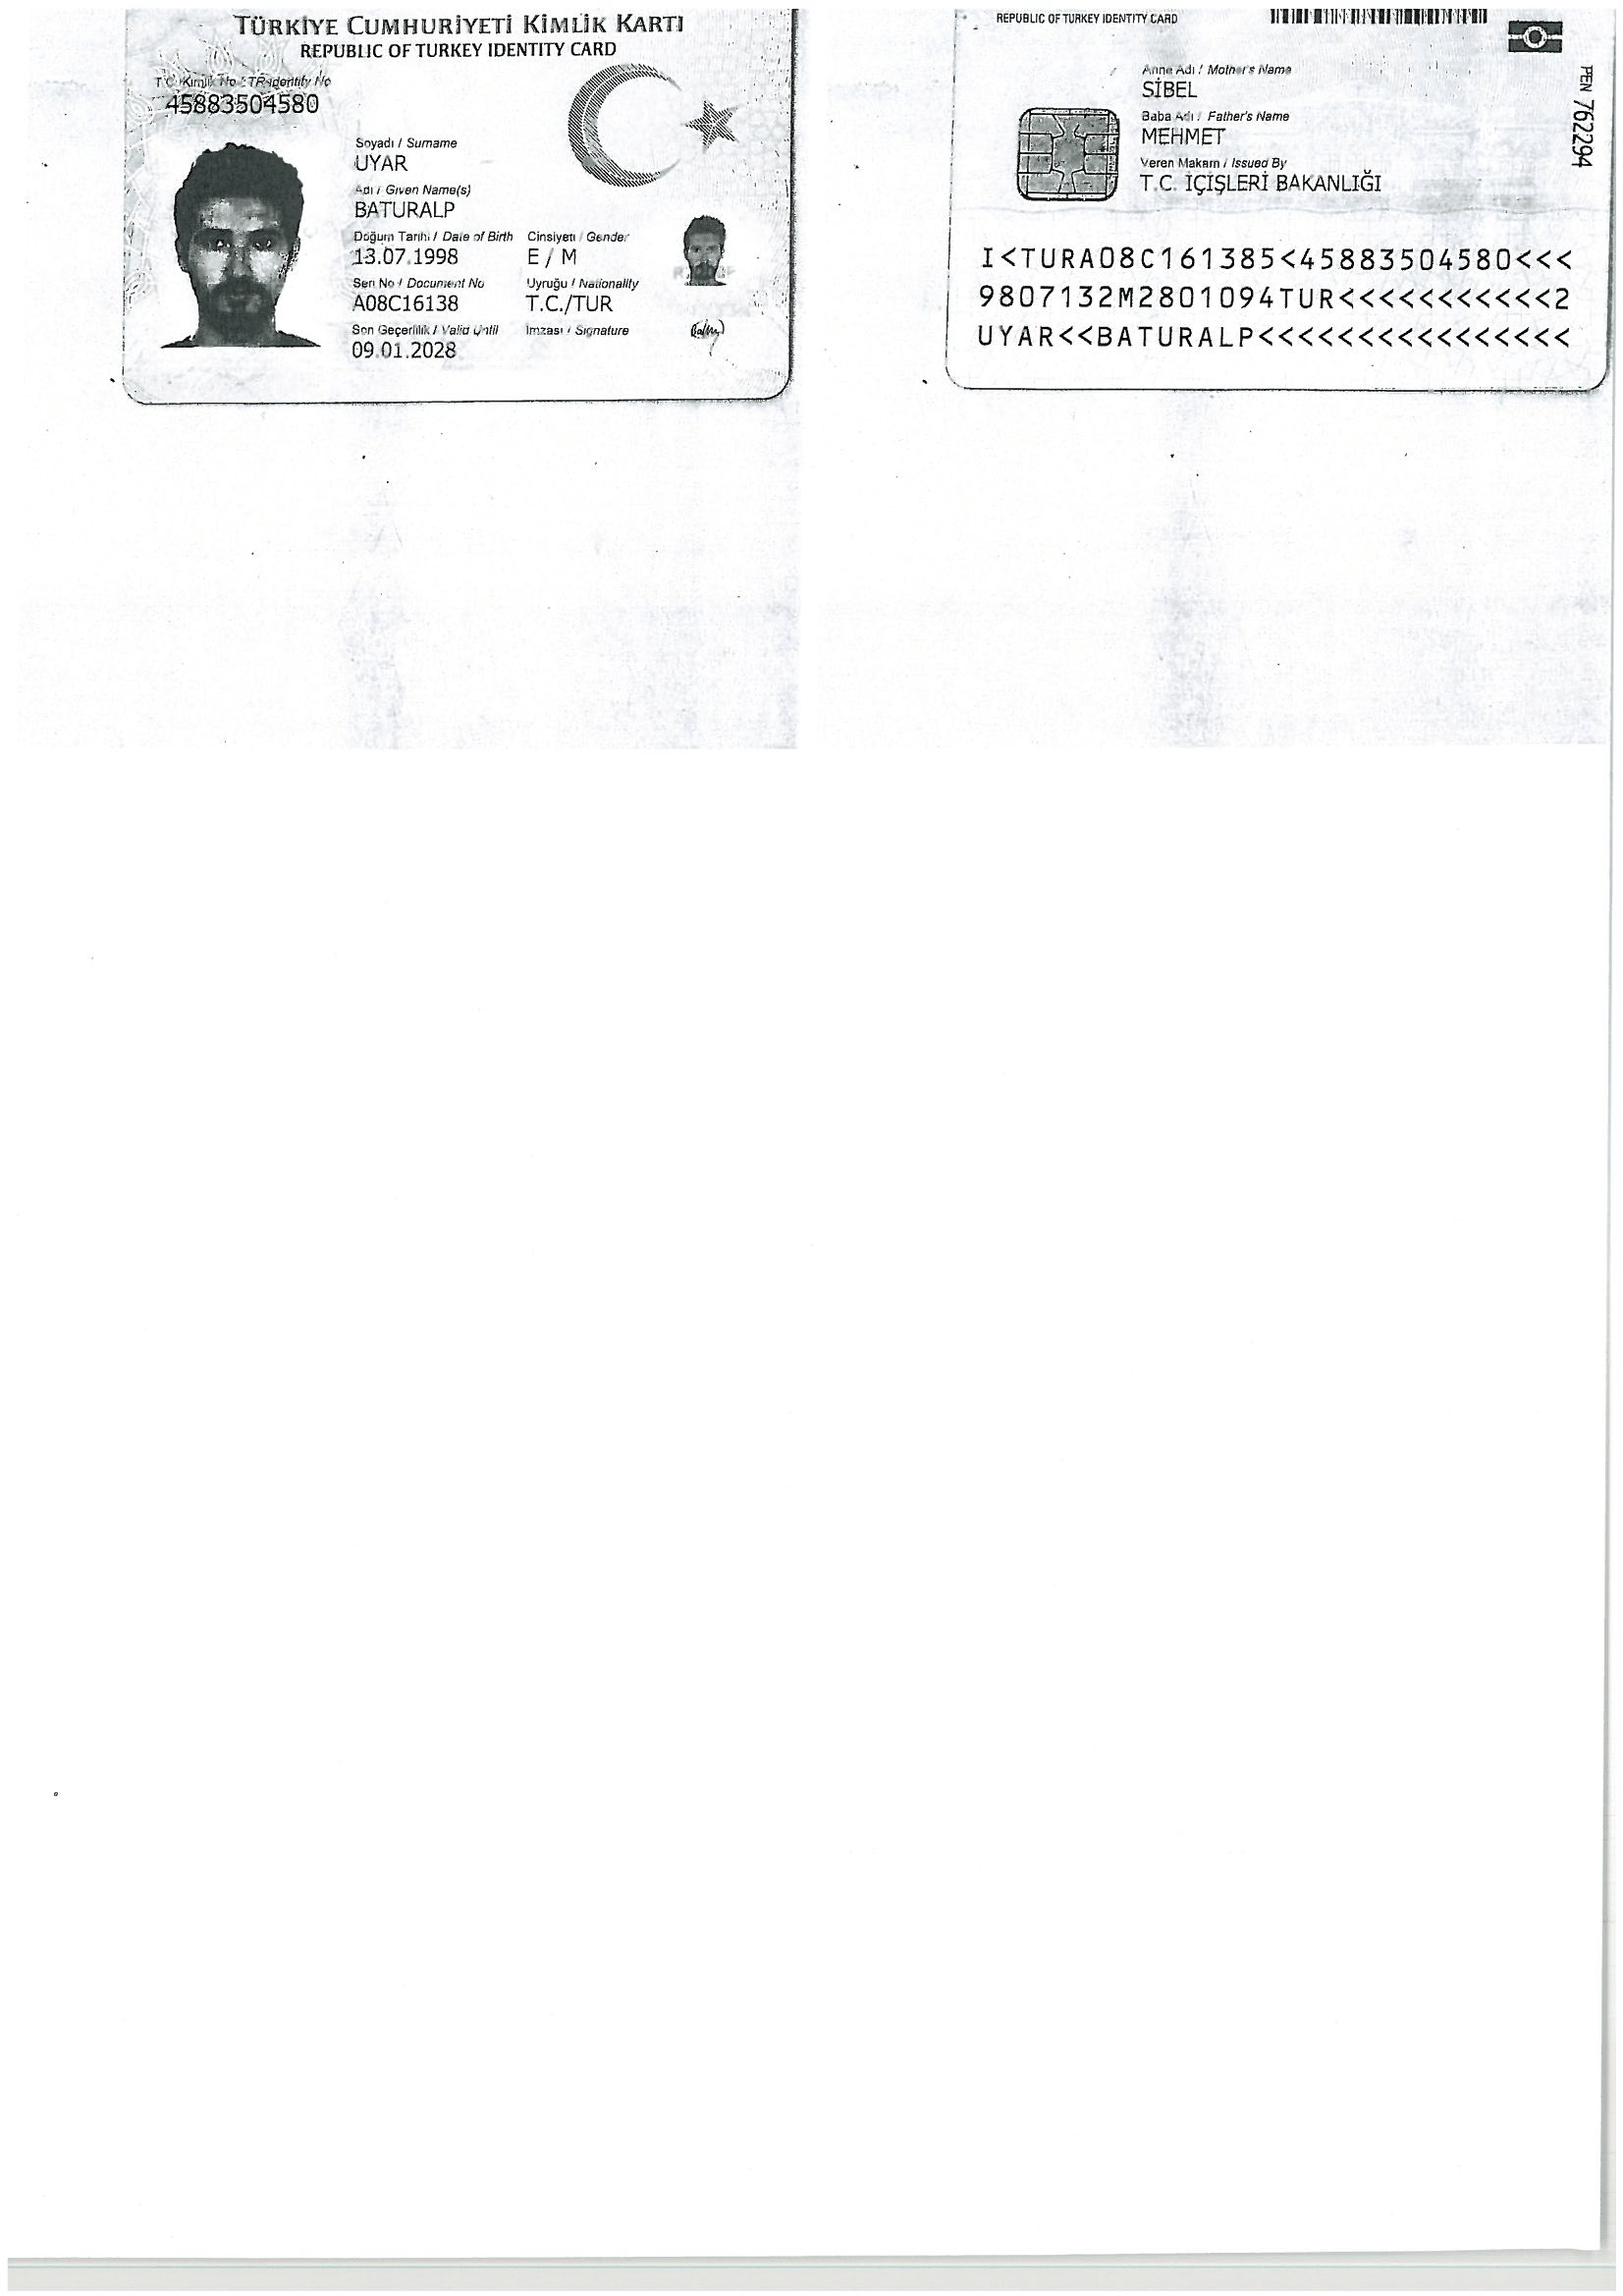 TÜRKİYE CUMHURİYETİ KİMLİK KARTI
REPUBLIC OF TURKEY IDENTITY CARD
T.C. Kimlik No / TR Identity No
45883504580
Soyadı / Surname
UYAR
Adı / Given Name(s)
BATURALP
Doğum Tarihi / Date of Birth Cinsiyeti / Gender
13.07.1998 E / M
Seri No / Document No Uyruğu / Nationality
A08C16138 T.C./TUR
Son Geçerlilik / Valid Until İmzası / Signature
09.01.2028
REPUBLIC OF TURKEY IDENTITY CARD
Anne Adı / Mother's Name
SİBEL
Baba Adı / Father's Name
MEHMET
Veren Makam / Issued By
T.C. İÇİŞLERİ BAKANLIĞI
PEN 762294
I<TURA08C161385<45883504580<<<
9807132M2801094TUR<<<<<<<<<<<2
UYAR<<BATURALP<<<<<<<<<<<<<<<<